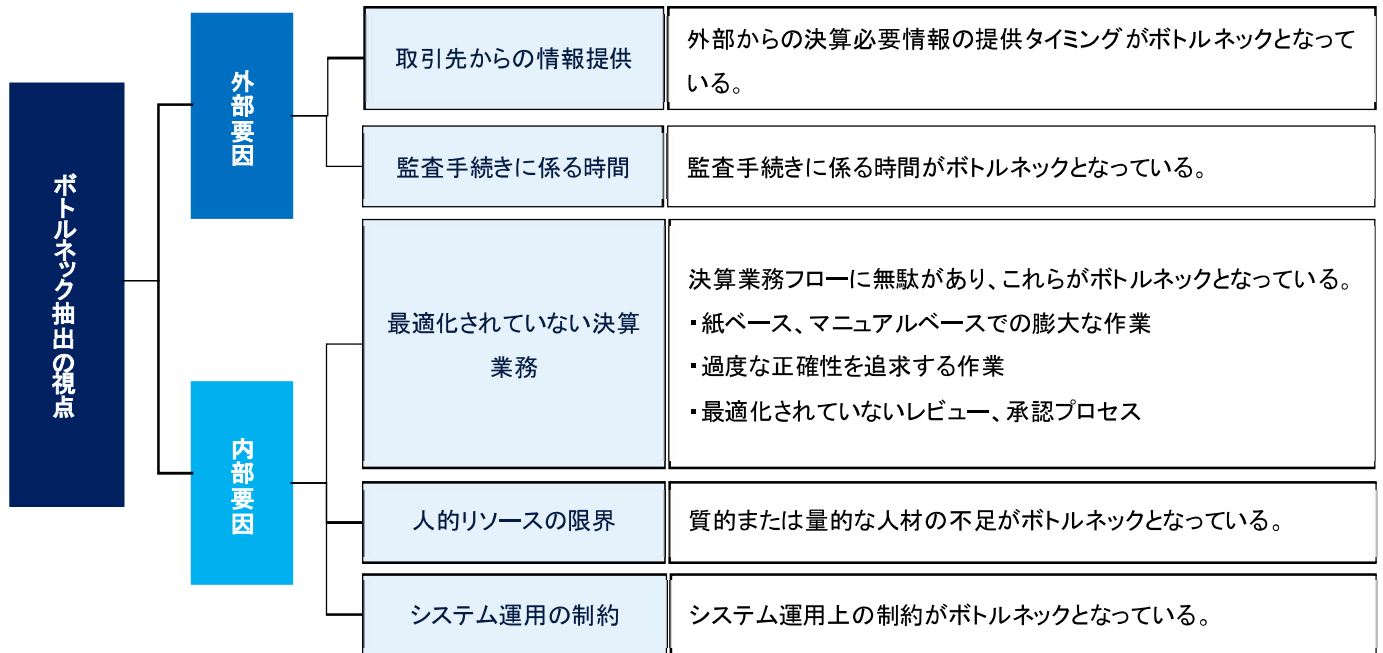 ボトルネック抽出の視点
外部要因
取引先からの情報提供
外部からの決算必要情報の提供タイミングがボトルネックとなって
いる。
監査手続きに係る時間
監査手続きに係る時間がボトルネックとなっている。
内部要因
最適化されていない決算
業務
決算業務フローに無駄があり、これらがボトルネックとなっている。
・紙ベース、マニュアルベースでの膨大な作業
・過度な正確性を追求する作業
・最適化されていないレビュー、承認プロセス
人的リソースの限界
質的または量的な人材の不足がボトルネックとなっている。
システム運用の制約
システム運用上の制約がボトルネックとなっている。